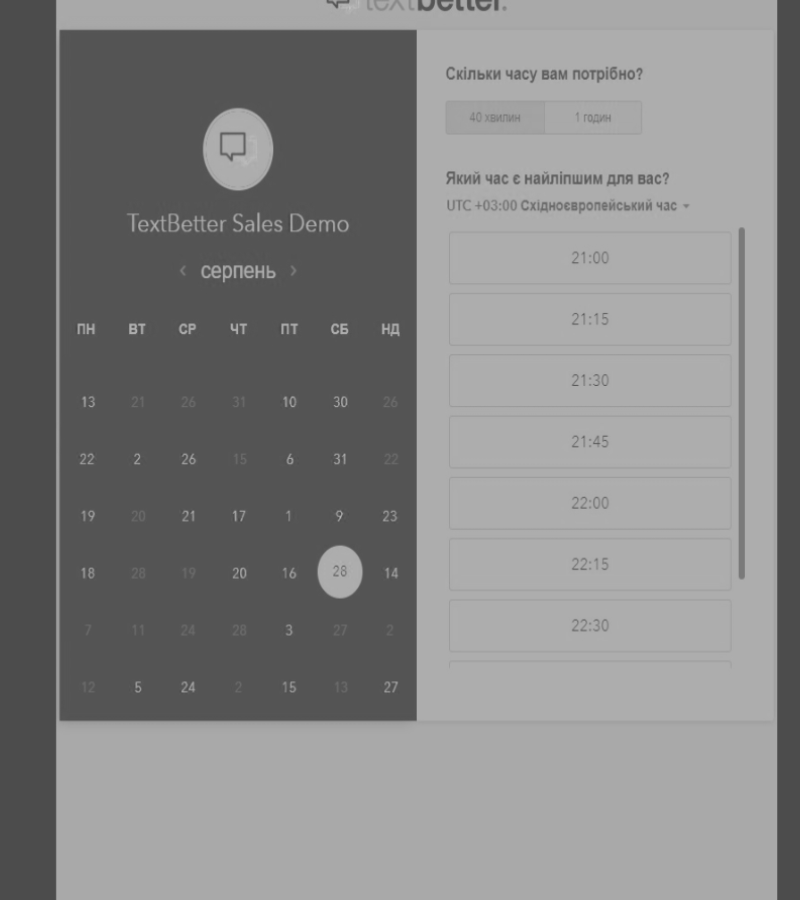 textbetter.
TextBetter Sales Demo
‹ серпень ›
ПН ВТ СР ЧТ ПТ СБ НД
13 21 26 31 10 30 26
22 2 26 15 6 31 22
19 20 21 17 1 9 23
18 28 19 20 16 28 14
7 11 24 28 3 27 2
12 5 24 2 15 13 27
Скільки часу вам потрібно?
40 хвилин 1 годин
Який час є найліпшим для вас?
UTC +03:00 Східноєвропейський час
21:00
21:15
21:30
21:45
22:00
22:15
22:30